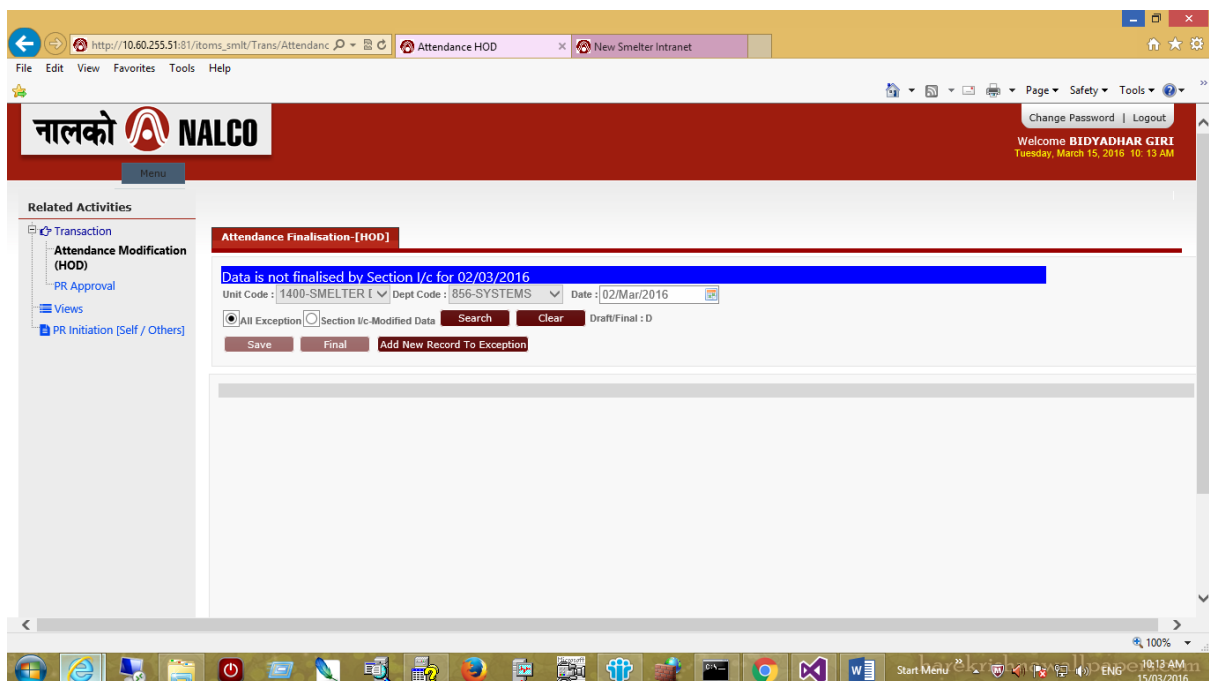 http://10.60.255.51:81/itoms_smlt/Trans/Attendanc
Attendance HOD
New Smelter Intranet
File Edit View Favorites Tools Help
Page Safety Tools
नालको NALCO
Change Password | Logout
Welcome BIDYADHAR GIRI
Tuesday, March 15, 2016 10: 13 AM
Menu
Related Activities
Transaction
Attendance Modification
(HOD)
PR Approval
Views
PR Initiation [Self / Others]
Attendance Finalisation-[HOD]
Data is not finalised by Section I/c for 02/03/2016
Unit Code : 1400-SMELTER Dept Code : 856-SYSTEMS Date : 02/Mar/2016
All Exception Section I/c-Modified Data Search Clear Draft/Final : D
Save Final Add New Record To Exception
100%
Start Menu ENG 10:13 AM
15/03/2016